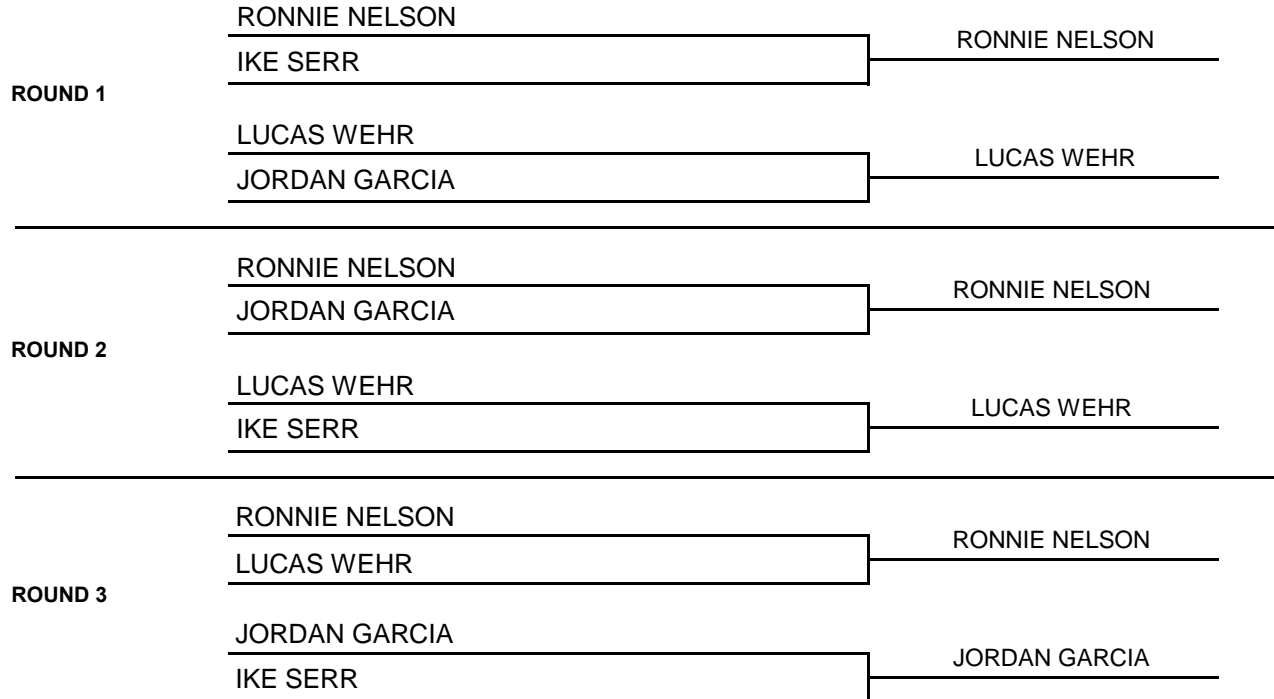 RONNIE NELSON
RONNIE NELSON
IKE SERR
ROUND 1
LUCAS WEHR
LUCAS WEHR
JORDAN GARCIA
RONNIE NELSON
RONNIE NELSON
JORDAN GARCIA
ROUND 2
LUCAS WEHR
LUCAS WEHR
IKE SERR
RONNIE NELSON
RONNIE NELSON
LUCAS WEHR
ROUND 3
JORDAN GARCIA
JORDAN GARCIA
IKE SERR